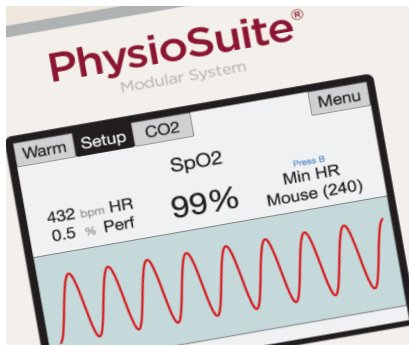 PhysioSuite®
Modular System
Warm Setup CO2 Menu
SpO2
432 bpm HR
0.5 % Perf
99%
Press B
Min HR
Mouse (240)